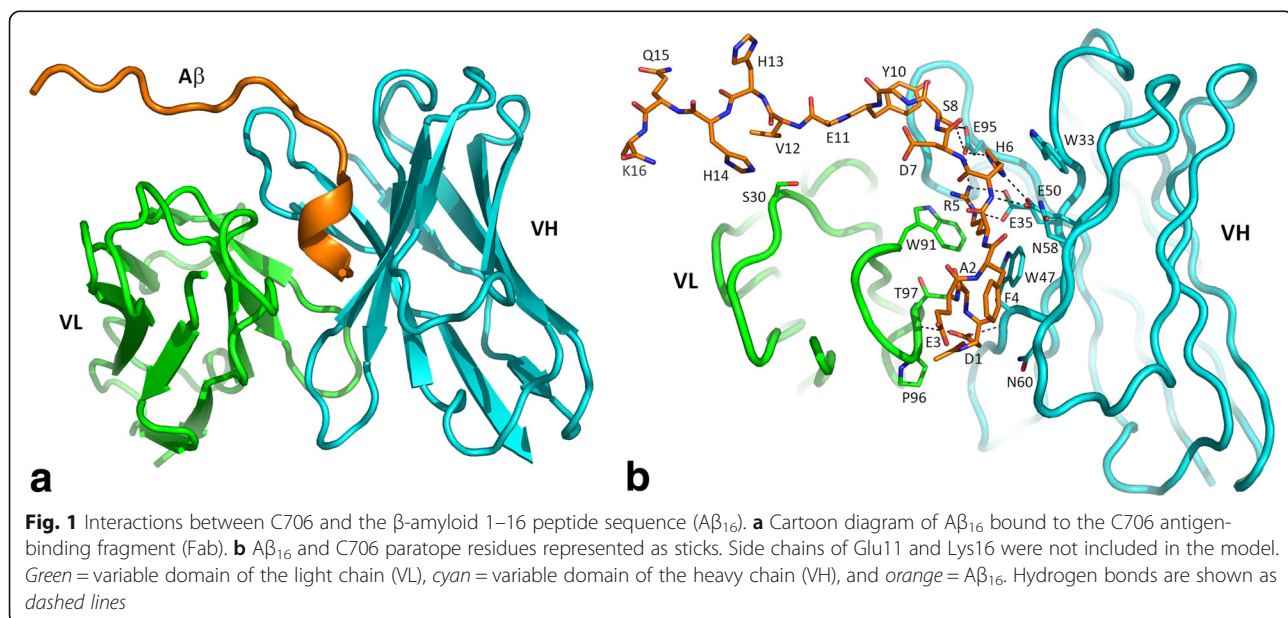 Aβ
VH
VL
a
Q15
H13
Y10
S8
E95
W33
H6
E11
V12
D7
K16
H14
S30
R5
E50
E35
N58
VH
W91
A2
W47
VL
T97
F4
E3
D1
N60
P96
b
Fig. 1 Interactions between C706 and the β-amyloid 1–16 peptide sequence (Aβ16). a Cartoon diagram of Aβ16 bound to the C706 antigen-
binding fragment (Fab). b Aβ16 and C706 paratope residues represented as sticks. Side chains of Glu11 and Lys16 were not included in the model.
Green = variable domain of the light chain (VL), cyan = variable domain of the heavy chain (VH), and orange = Aβ16. Hydrogen bonds are shown as
dashed lines